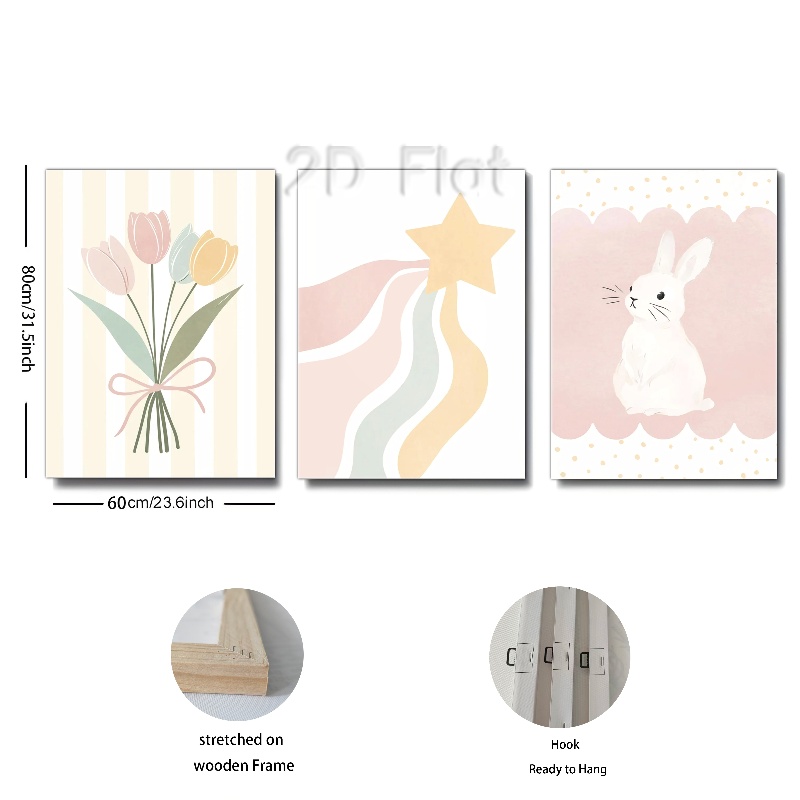 2D Flat
80cm/31.5inch
60cm/23.6inch
stretched on
wooden Frame
Hook
Ready to Hang